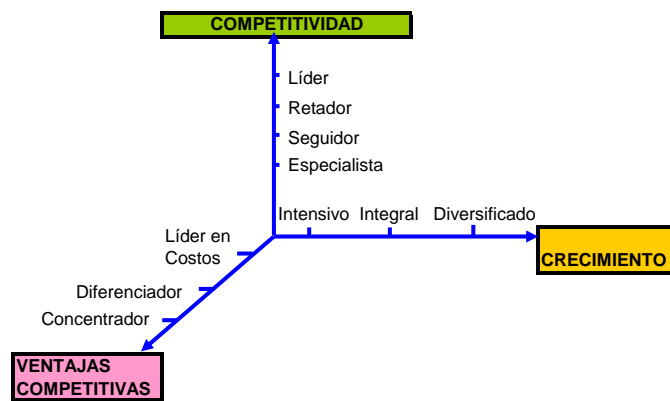 COMPETITIVIDAD
Líder
Retador
Seguidor
Especialista
Intensivo Integral Diversificado
CRECIMIENTO
Líder en
Costos
Diferenciador
Concentrador
VENTAJAS
COMPETITIVAS